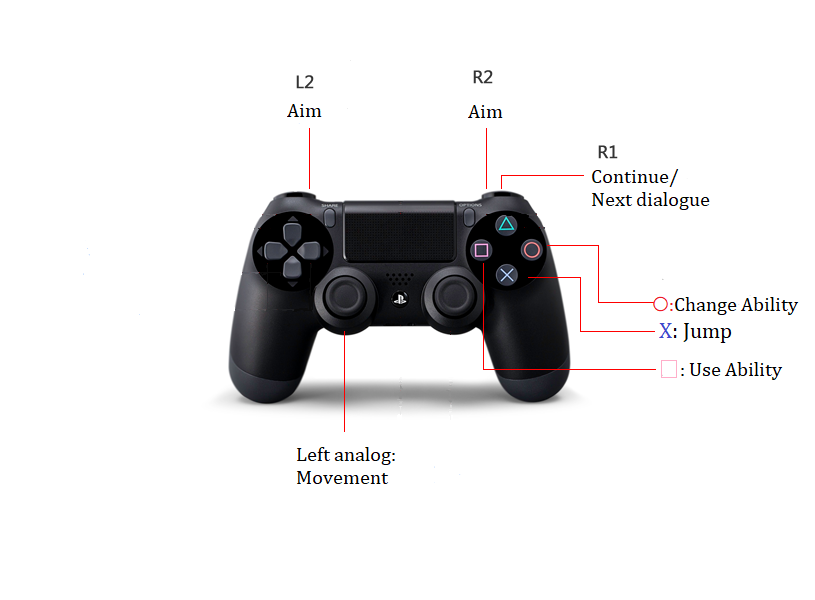 L2
Aim
R2
Aim
R1
Continue/
Next dialogue
SHARE
OPTIONS
:Change Ability
X: Jump
: Use Ability
Left analog:
Movement